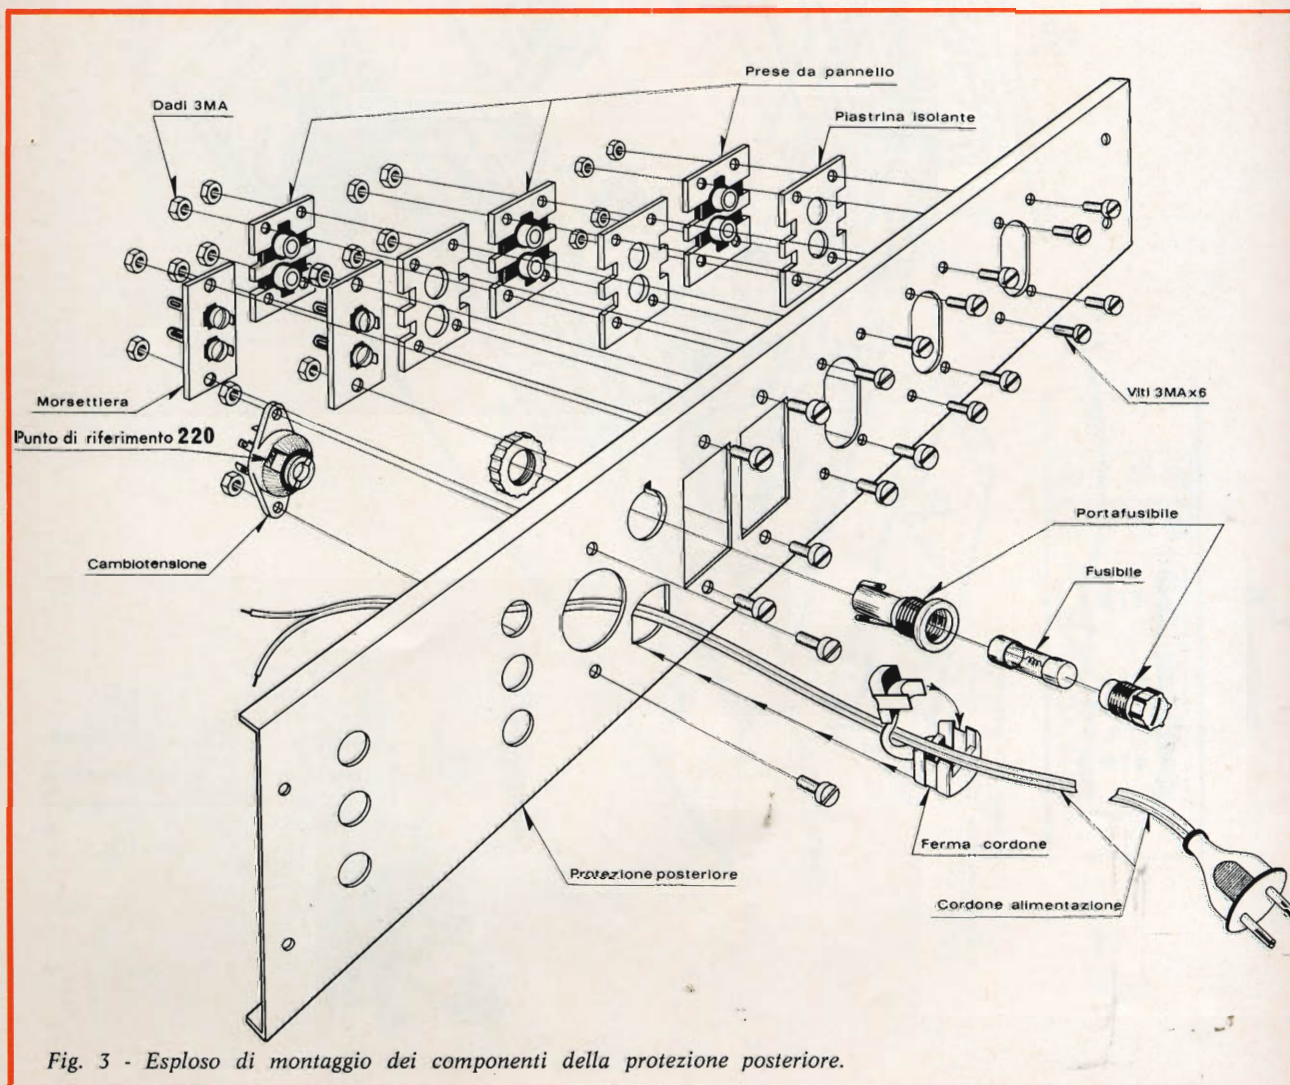 Prese da pannello
Dadi 3MA
Piastrina isolante
Morsettiera
Viti 3MAx6
Punto di riferimento 220
Portafusibile
Cambiotensione
Fusibile
Ferma cordone
Protezione posteriore
Cordone alimentazione
Fig. 3 - Esploso di montaggio dei componenti della protezione posteriore.